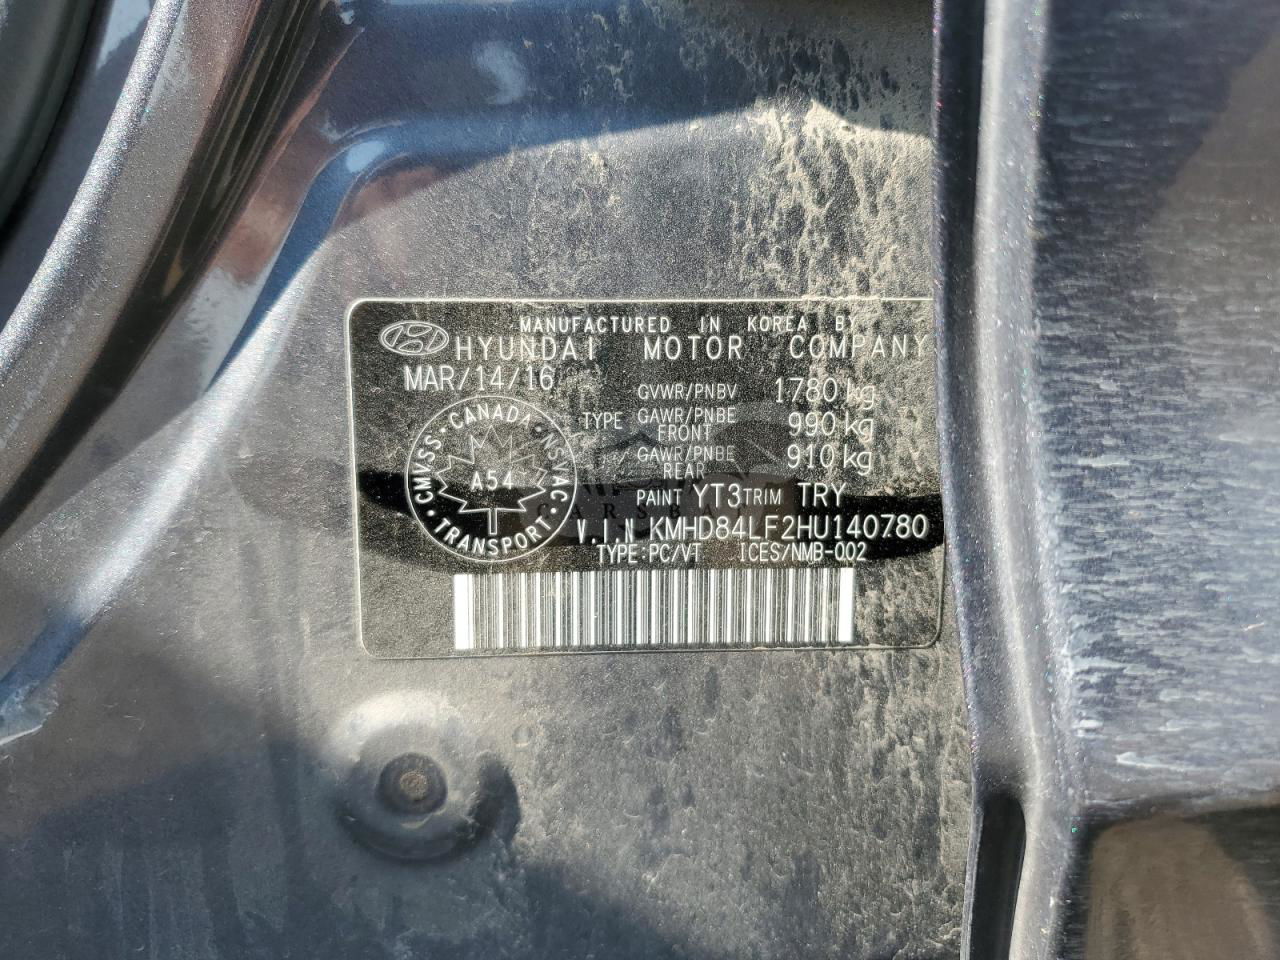 MANUFACTURED IN KOREA BY
HYUNDAI MOTOR COMPANY
MAR/14/16
GVWR/PNBV 1780 kg
TYPE GAWR/PNBE FRONT 990 kg
GAWR/PNBE REAR 910 kg
CMVSS • CANADA • NSVAC • TRANSPORT •
A54
PAINT YT3 TRIM TRY
V.I.N KMHD84LF2HU140780
TYPE:PC/VT ICES/NMB-002